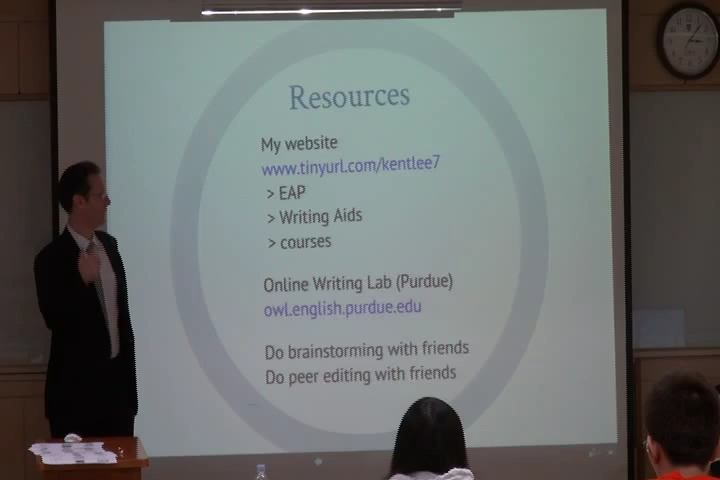 Resources
My website
www.tinyurl.com/kentlee7
> EAP
> Writing Aids
> courses
Online Writing Lab (Purdue)
owl.english.purdue.edu
Do brainstorming with friends
Do peer editing with friends